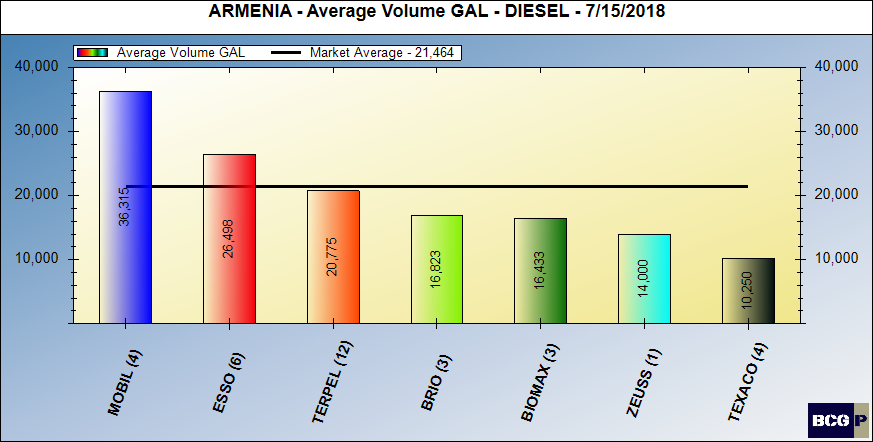 ARMENIA - Average Volume GAL - DIESEL - 7/15/2018
Average Volume GAL Market Average - 21,464
40,000 40,000
30,000 30,000
20,000 20,000
10,000 10,000
36,315
26,498
20,775
16,823
16,433
14,000
10,250
MOBIL (4)
ESSO (6)
TERPEL (12)
BRIO (3)
BIOMAX (3)
ZEUSS (1)
TEXACO (4)
BCG P